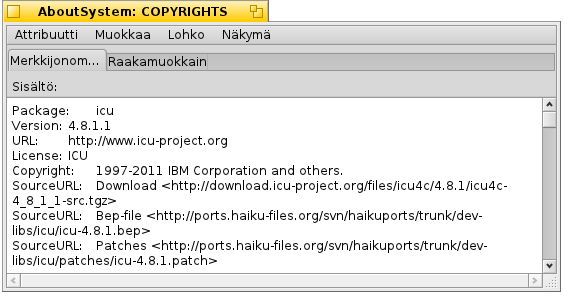 AboutSystem: COPYRIGHTS
Attribuutti Muokkaa Lohko Näkymä
Merkkijonom... Raakamuokkain
Sisältö:
Package: icu
Version: 4.8.1.1
URL: http://www.icu-project.org
License: ICU
Copyright: 1997-2011 IBM Corporation and others.
SourceURL: Download <http://download.icu-project.org/files/icu4c/4.8.1/icu4c-
4_8_1_1-src.tgz>
SourceURL: Bep-file <http://ports.haiku-files.org/svn/haikuports/trunk/dev-
libs/icu/icu-4.8.1.bep>
SourceURL: Patches <http://ports.haiku-files.org/svn/haikuports/trunk/dev-
libs/icu/patches/icu-4.8.1.patch>